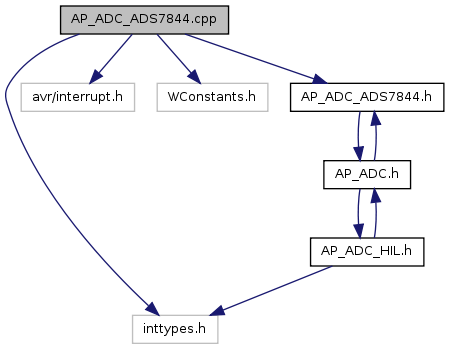 AP_ADC_ADS7844.cpp
avr/interrupt.h
WConstants.h
AP_ADC_ADS7844.h
AP_ADC.h
AP_ADC_HIL.h
inttypes.h